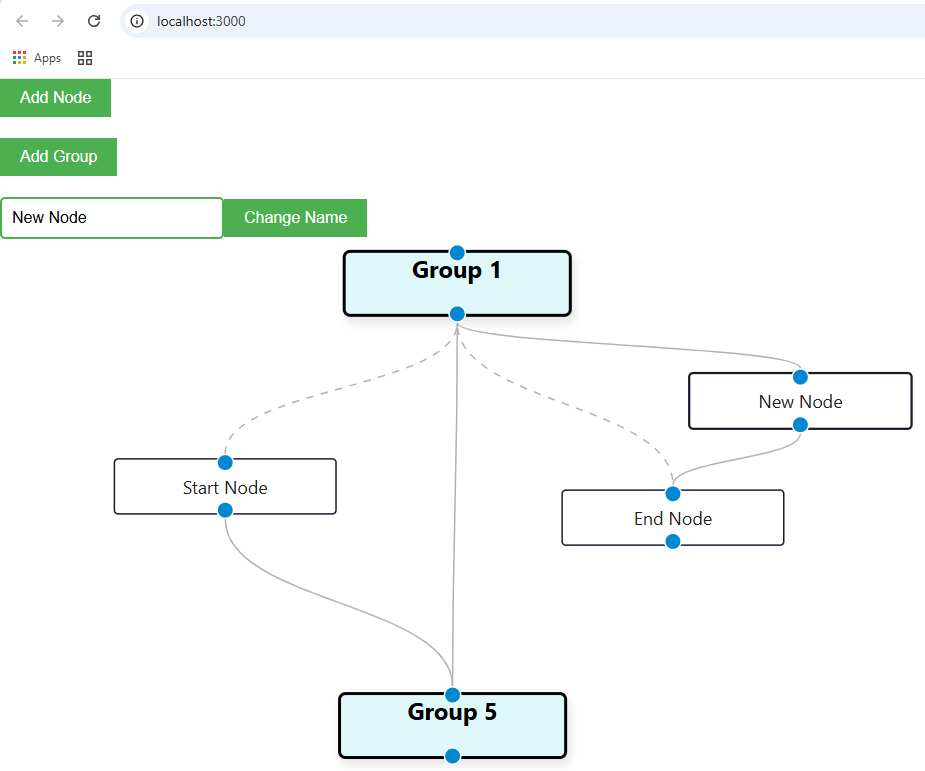 localhost:3000
Apps
Add Node
Add Group
New Node
Change Name
Group 1
New Node
Start Node
End Node
Group 5